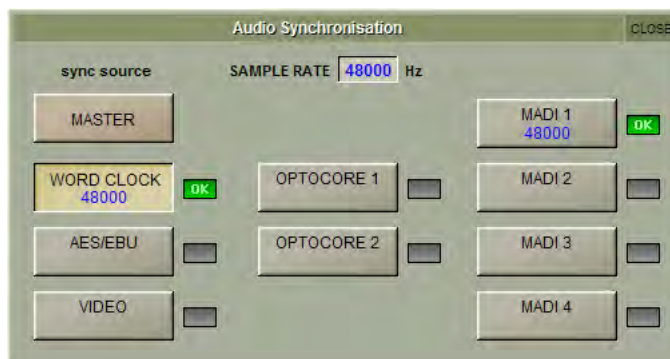 Audio Synchronisation
CLOSE
sync source
SAMPLE RATE 48000 Hz
MASTER
MADI 1
48000
OK
WORD CLOCK
48000
OK
OPTOCORE 1
MADI 2
AES/EBU
OPTOCORE 2
MADI 3
VIDEO
MADI 4